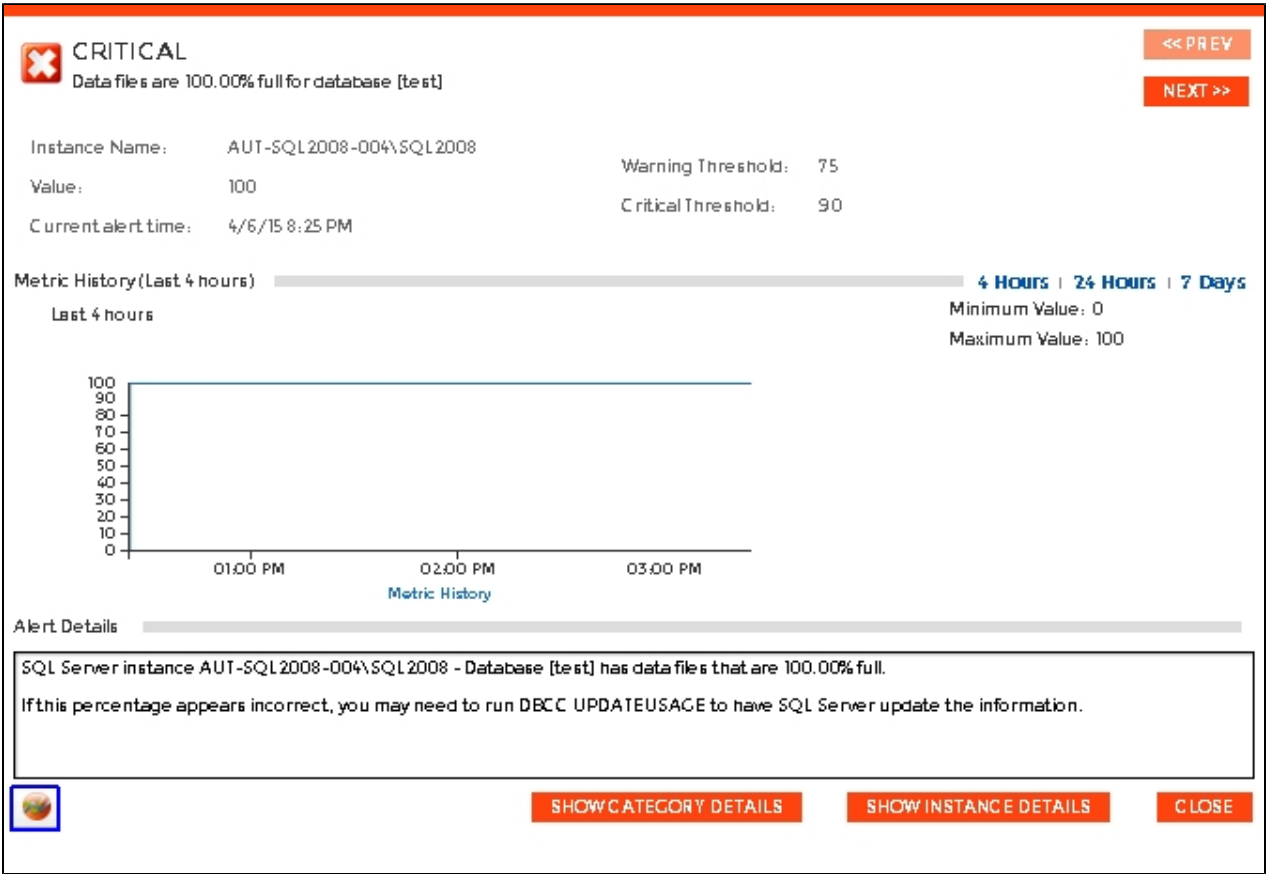 CRITICAL
<< PREV
Data files are 100.00% full for database [test]
NEXT >>
Instance Name: AUT-SQL2008-004\SQL2008
Warning Threshold: 75
Value: 100
Critical Threshold: 90
Current alert time: 4/6/15 8:25 PM
Metric History (Last 4 hours)
4 Hours | 24 Hours | 7 Days
Last 4 hours
Minimum Value: 0
Maximum Value: 100
100
90
80
70
60
50
40
30
20
10
0
01:00 PM 02:00 PM 03:00 PM
Metric History
Alert Details
SQL Server instance AUT-SQL2008-004\SQL2008 - Database [test] has data files that are 100.00% full.
If this percentage appears incorrect, you may need to run DBCC UPDATEUSAGE to have SQL Server update the information.
SHOW CATEGORY DETAILS SHOW INSTANCE DETAILS CLOSE